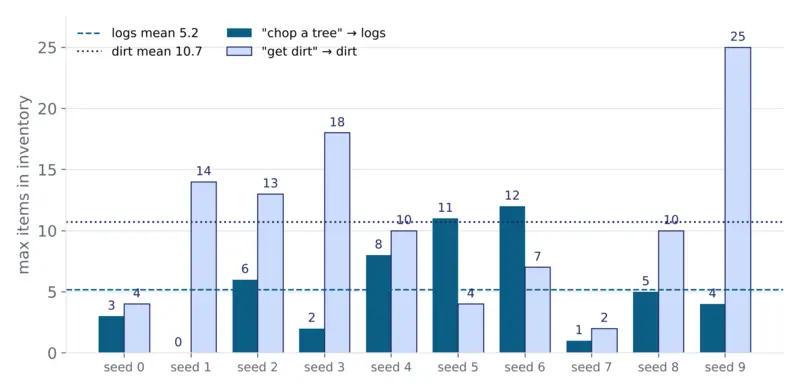 logs mean 5.2
dirt mean 10.7
"chop a tree" → logs
"get dirt" → dirt
max items in inventory
25
20
15
10
5
0
3
4
0
14
6
13
2
18
8
10
11
4
12
7
1
2
5
10
4
25
seed 0
seed 1
seed 2
seed 3
seed 4
seed 5
seed 6
seed 7
seed 8
seed 9